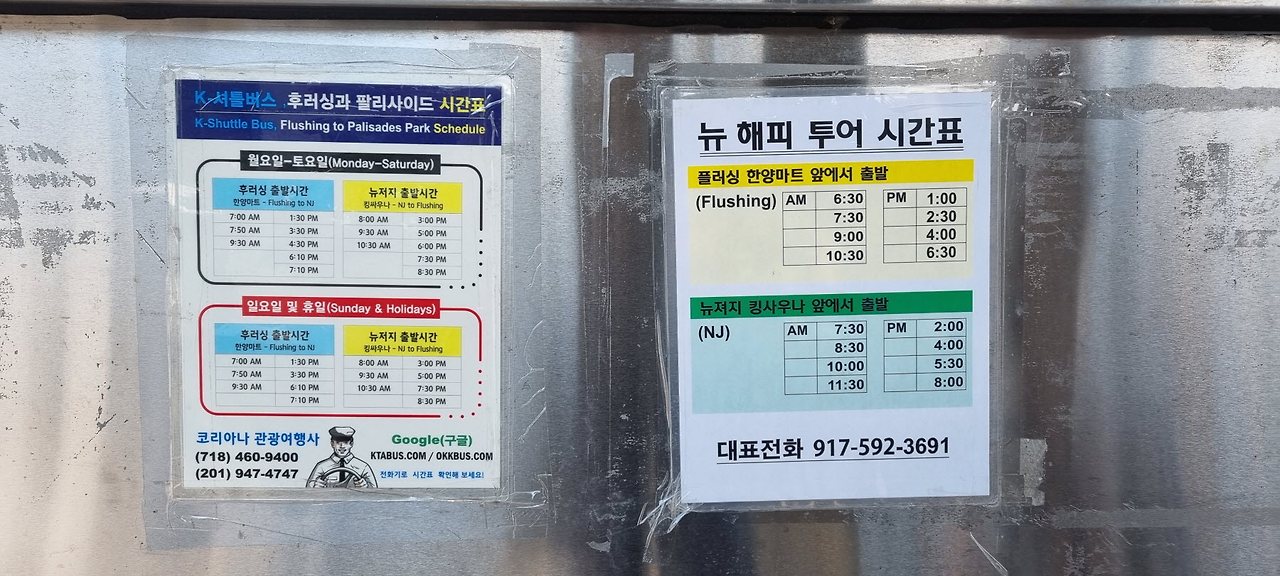 K-셔틀버스, 후러싱과 팔리사이드 시간표
K-Shuttle Bus, Flushing to Palisades Park Schedule
월요일-토요일(Monday-Saturday)
후러싱 출발시간 뉴저지 출발시간
한양마트 - Flushing to NJ 킹싸우나 - NJ to Flushing
7:00 AM 1:30 PM 8:00 AM 3:00 PM
7:50 AM 3:30 PM 9:30 AM 5:00 PM
9:30 AM 4:30 PM 10:30 AM 6:00 PM
6:10 PM 7:30 PM
7:10 PM 8:30 PM
일요일 및 휴일(Sunday & Holidays)
후러싱 출발시간 뉴저지 출발시간
한양마트 - Flushing to NJ 킹싸우나 - NJ to Flushing
7:00 AM 1:30 PM 8:00 AM 3:00 PM
7:50 AM 3:30 PM 9:30 AM 5:00 PM
9:30 AM 6:10 PM 10:30 AM 7:30 PM
7:10 PM 8:30 PM
코리아나 관광여행사 Google(구글)
(718) 460-9400 KTABUS.COM / OKKBUS.COM
(201) 947-4747 전화기로 시간표 확인해 보세요!
뉴 해피 투어 시간표
플러싱 한양마트 앞에서 출발
(Flushing) AM 6:30 PM 1:00
7:30 2:30
9:00 4:00
10:30 6:30
뉴저지 킹사우나 앞에서 출발
(NJ) AM 7:30 PM 2:00
8:30 4:00
10:00 5:30
11:30 8:00
대표전화 917-592-3691